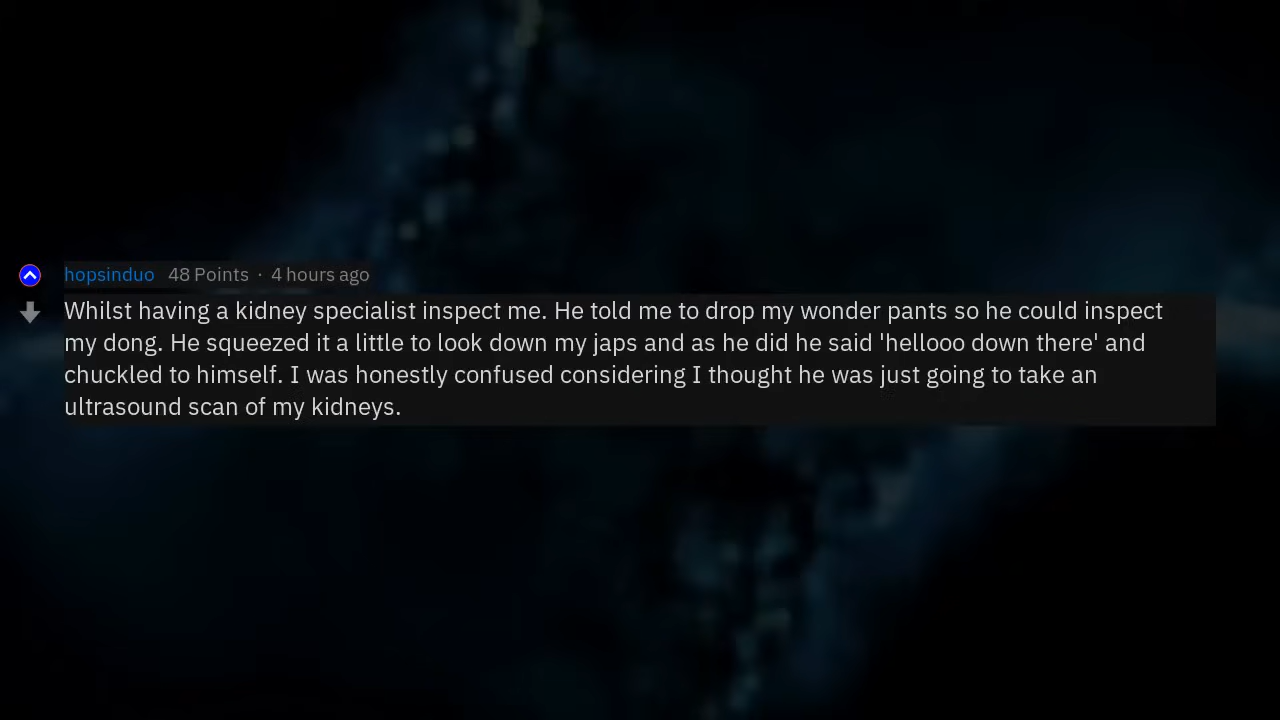 hopsinduo 48 Points · 4 hours ago
Whilst having a kidney specialist inspect me. He told me to drop my wonder pants so he could inspect
my dong. He squeezed it a little to look down my japs and as he did he said 'hellooo down there' and
chuckled to himself. I was honestly confused considering I thought he was just going to take an
ultrasound scan of my kidneys.